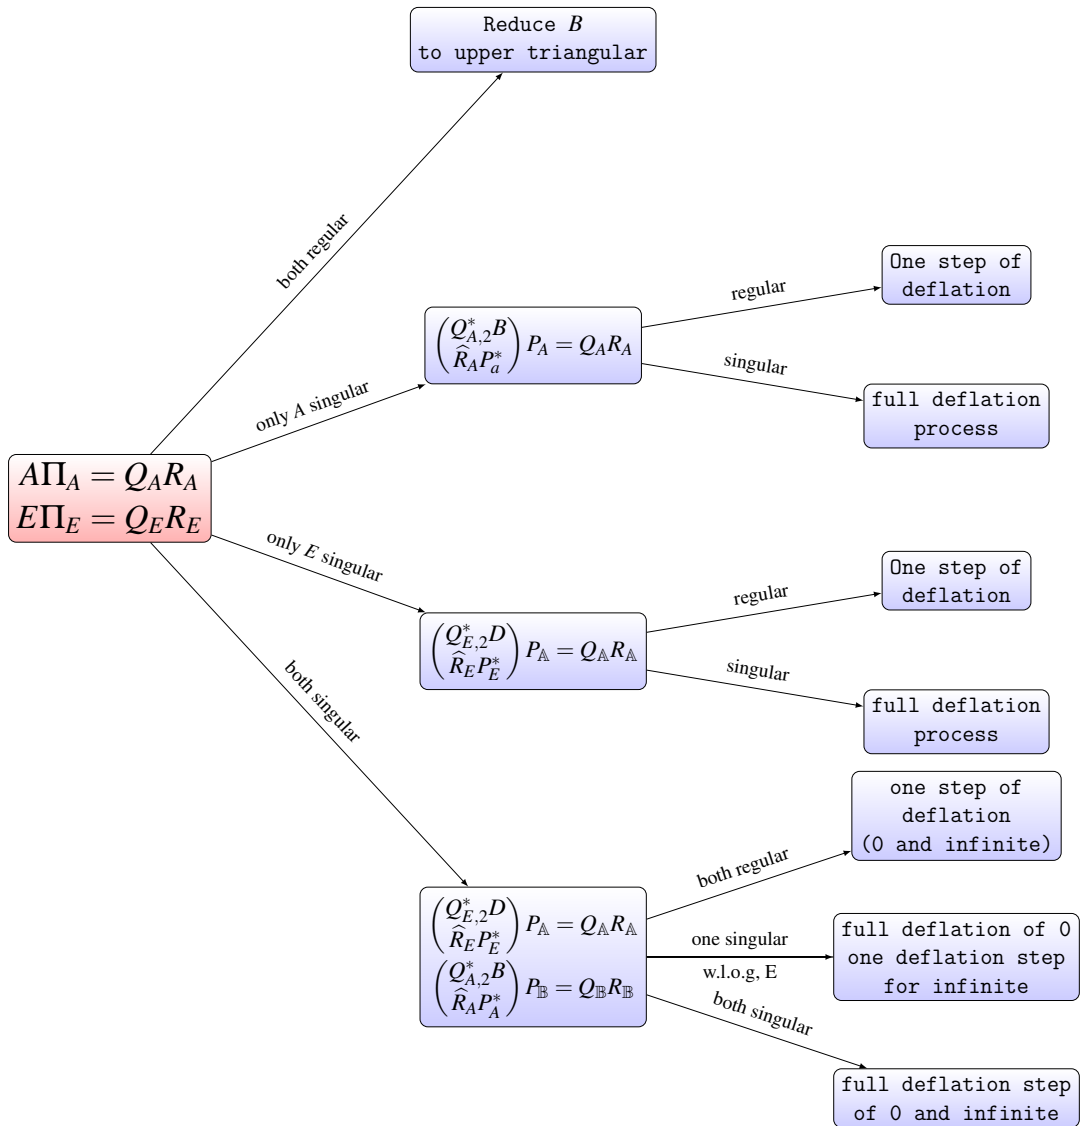 Reduce B
to upper triangular
both regular
One step of
deflation
regular
(Q*_{A,2}B
R̂_A P*_a) P_A = Q_A R_A
singular
full deflation
process
only A singular
AΠ_A = Q_A R_A
EΠ_E = Q_E R_E
only E singular
One step of
deflation
regular
(Q*_{E,2}D
R̂_E P*_E) P_𝔸 = Q_𝔸 R_𝔸
singular
full deflation
process
both singular
one step of
deflation
(0 and infinite)
both regular
(Q*_{E,2}D
R̂_E P*_E) P_𝔸 = Q_𝔸 R_𝔸
(Q*_{A,2}B
R̂_A P*_A) P_𝔹 = Q_𝔹 R_𝔹
one singular
w.l.o.g, E
full deflation of 0
one deflation step
for infinite
both singular
full deflation step
of 0 and infinite